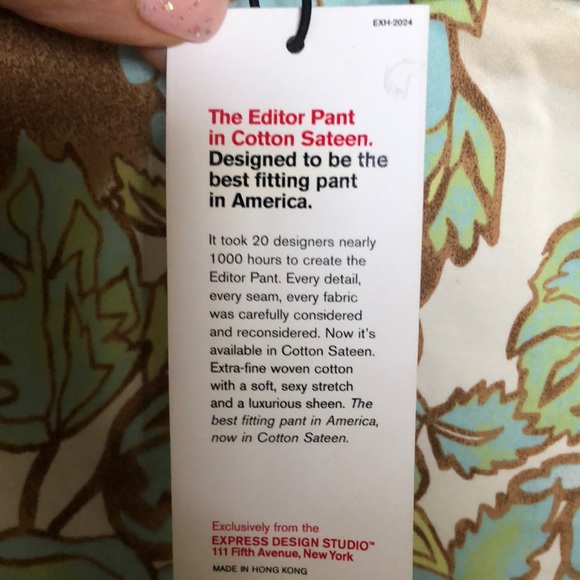 EXH-2024
The Editor Pant
in Cotton Sateen.
Designed to be the
best fitting pant
in America.
It took 20 designers nearly
1000 hours to create the
Editor Pant. Every detail,
every seam, every fabric
was carefully considered
and reconsidered. Now it's
available in Cotton Sateen.
Extra-fine woven cotton
with a soft, sexy stretch
and a luxurious sheen. The
best fitting pant in America,
now in Cotton Sateen.
Exclusively from the
EXPRESS DESIGN STUDIO™
111 Fifth Avenue, New York
MADE IN HONG KONG